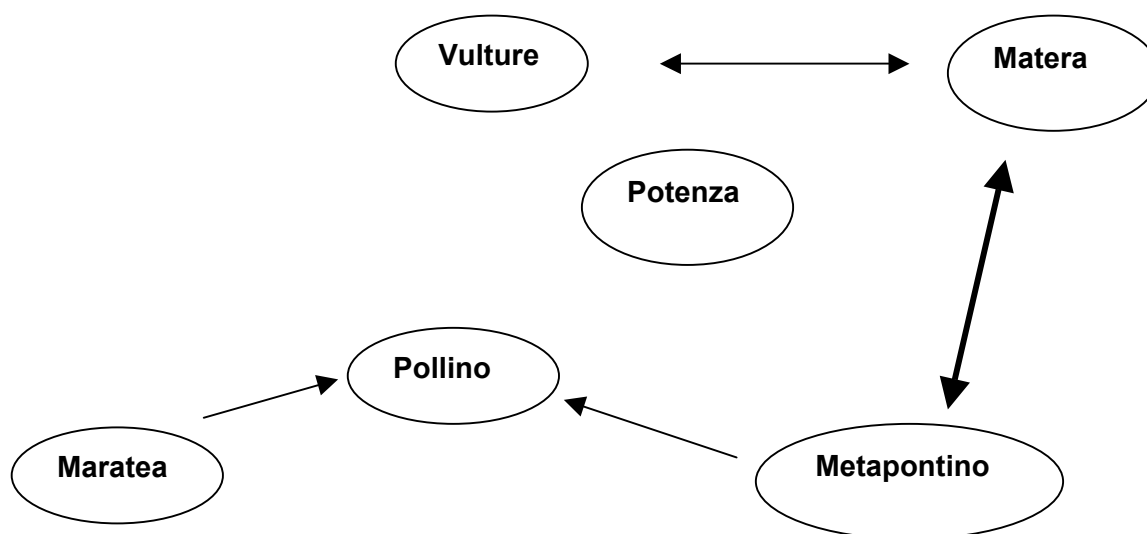 Vulture
Matera
Potenza
Pollino
Maratea
Metapontino